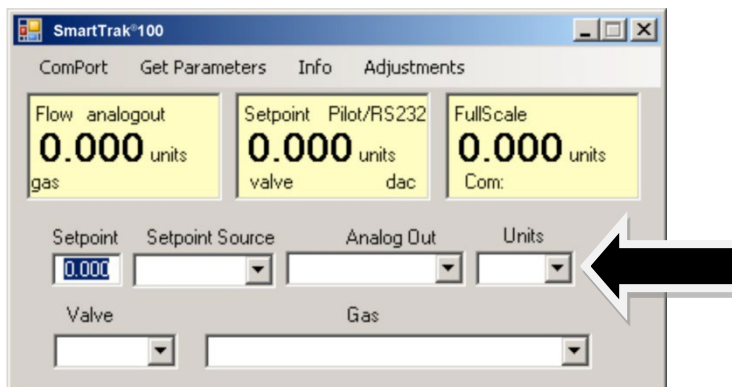 SmartTrak®100
ComPort Get Parameters Info Adjustments
Flow analogout
0.000 units
gas
Setpoint Pilot/RS232
0.000 units
valve dac
FullScale
0.000 units
Com:
Setpoint Setpoint Source Analog Out Units
0.000
Valve Gas